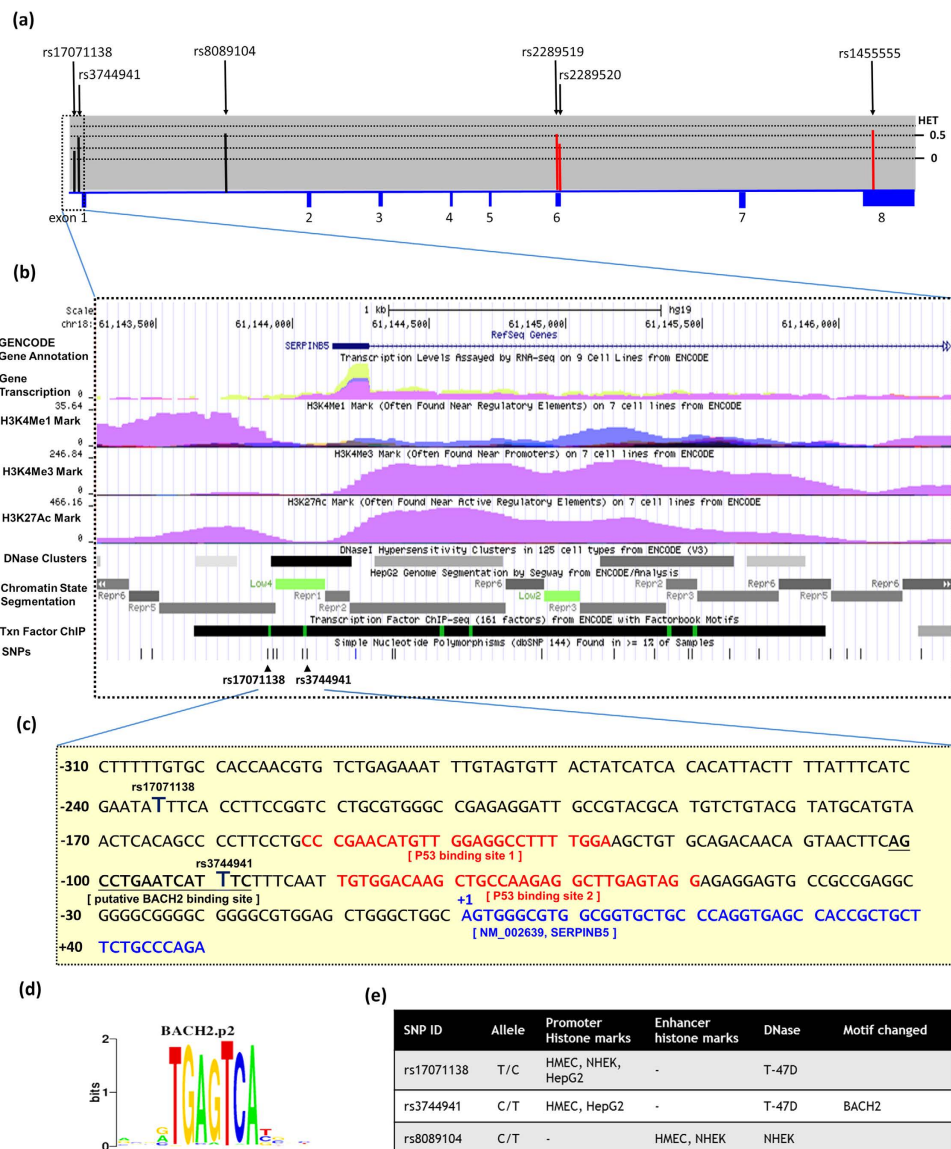 (a)
rs17071138
rs3744941
rs8089104
rs2289519
rs2289520
rs1455555
HET
0.5
0
exon 1 2 3 4 5 6 7 8
(b)
Scale 1 kb hg19
chr18: 61,143,500 61,144,000 61,144,500 61,145,000 61,145,500 61,146,000
RefSeq Genes
GENCODE
Gene Annotation
SERPINB5
Transcription Levels Assayed by RNA-seq on 9 Cell Lines from ENCODE
Gene
Transcription 0
H3K4Me1 Mark (Often Found Near Regulatory Elements) on 7 cell lines from ENCODE
35.64
H3K4Me1 Mark
0
H3K4Me3 Mark (Often Found Near Promoters) on 7 cell lines from ENCODE
246.84
H3K4Me3 Mark
0
H3K27Ac Mark (Often Found Near Active Regulatory Elements) on 7 cell lines from ENCODE
466.16
H3K27Ac Mark
0
DNaseI Hypersensitivity Clusters in 125 cell types from ENCODE (V3)
DNase Clusters
HepG2 Genome Segmentation by Segway from ENCODE/Analysis
Chromatin State
Segmentation
Low4 Repr6 Repr2 Repr6 Repr6
Repr6 Repr1 Low2 Repr3
Repr5 Repr2 Repr3 Repr5
Transcription Factor ChIP-seq (161 factors) from ENCODE with Factorbook Motifs
Txn Factor ChIP
Simple Nucleotide Polymorphisms (dbSNP 144) Found in >= 1% of Samples
SNPs
rs17071138 rs3744941
(c)
-310 CTTTTTGTGC CACCAACGTG TCTGAGAAAT TTGTAGTGTT ACTATCATCA CACATTACTT TTATTTCATC
rs17071138
-240 GAATATTTCA CCTTCCGGTC CTGCGTGGGC CGAGAGGATT GCCGTACGCA TGTCTGTACG TATGCATGTA
-170 ACTCACAGCC CCTTCCTGCC CGAACATGTT GGAGGCCTTT TGGAAGCTGT GCAGACAACA GTAACTTCAG
[ P53 binding site 1 ]
rs3744941
-100 CCTGAATCAT TTCTTTCAAT TGTGGACAAG CTGCCAAGAG GCTTGAGTAG GAGAGGAGTG CCGCCGAGGC
[ putative BACH2 binding site ] [ P53 binding site 2 ]
+1
-30 GGGGCGGGGC GGGGCGTGGAG CTGGGCTGGC AGTGGGCGTG GCGGTGCTGC CCAGGTGAGC CACCGCTGCT
[ NM_002639, SERPINB5 ]
+40 TCTGCCCAGA
(d)
BACH2.p2
bits
2
1
0
TGAGTCA
(e)
SNP ID Allele Promoter Histone marks Enhancer histone marks DNase Motif changed
rs17071138 T/C HMEC, NHEK, HepG2 - T-47D
rs3744941 C/T HMEC, HepG2 - T-47D BACH2
rs8089104 C/T - HMEC, NHEK NHEK